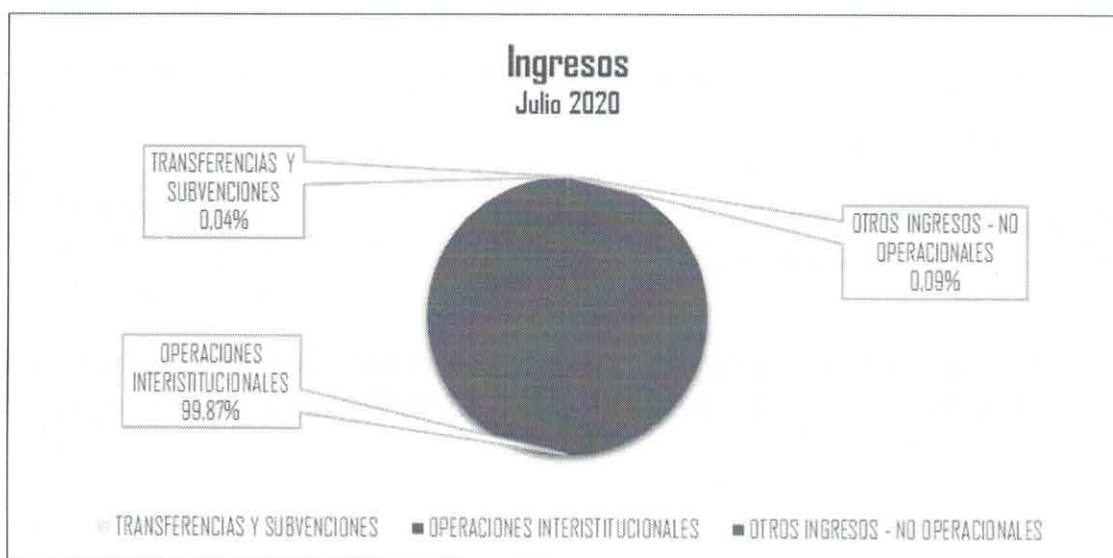 Ingresos
Julio 2020
TRANSFERENCIAS Y
SUBVENCIONES
0,04%
OTROS INGRESOS - NO
OPERACIONALES
0,09%
OPERACIONES
INTERISTITUCIONALES
99,87%
TRANSFERENCIAS Y SUBVENCIONES OPERACIONES INTERISTITUCIONALES OTROS INGRESOS - NO OPERACIONALES